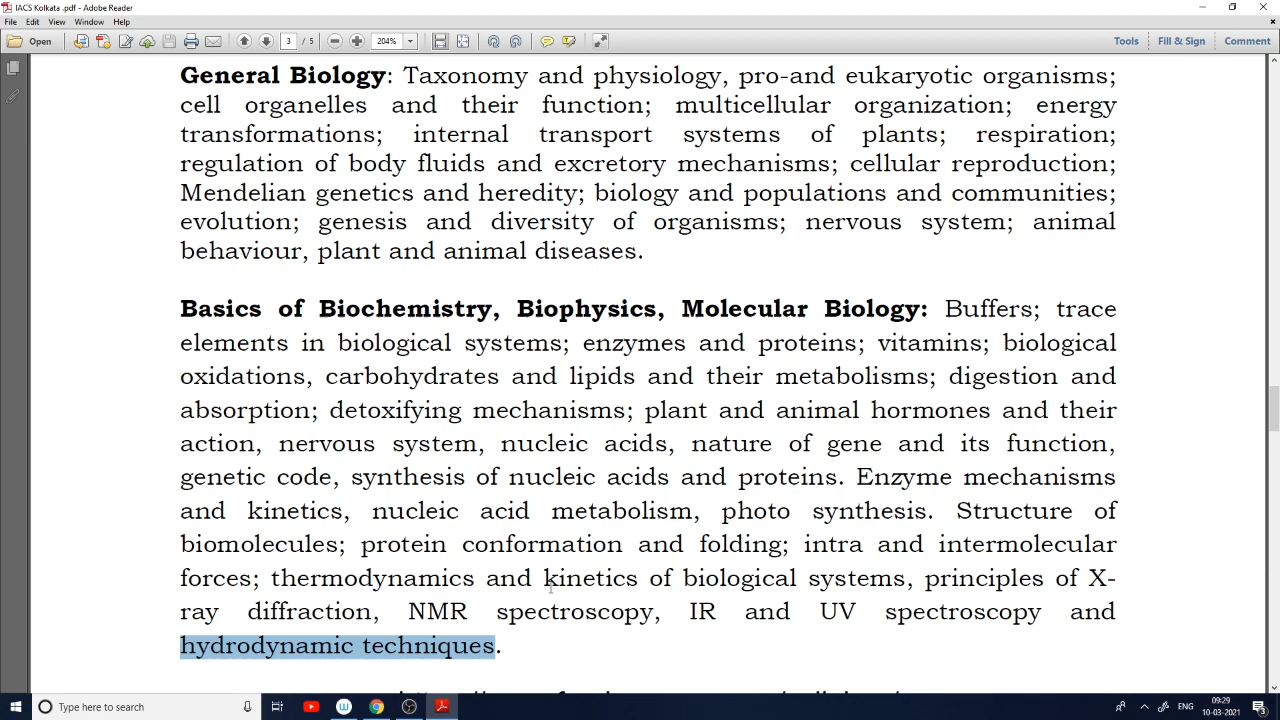 IACS Kolkata .pdf - Adobe Reader
File Edit View Window Help
Open 3 / 5 204% Tools Fill & Sign Comment
General Biology: Taxonomy and physiology, pro-and eukaryotic organisms;
cell organelles and their function; multicellular organization; energy
transformations; internal transport systems of plants; respiration;
regulation of body fluids and excretory mechanisms; cellular reproduction;
Mendelian genetics and heredity; biology and populations and communities;
evolution; genesis and diversity of organisms; nervous system; animal
behaviour, plant and animal diseases.
Basics of Biochemistry, Biophysics, Molecular Biology: Buffers; trace
elements in biological systems; enzymes and proteins; vitamins; biological
oxidations, carbohydrates and lipids and their metabolisms; digestion and
absorption; detoxifying mechanisms; plant and animal hormones and their
action, nervous system, nucleic acids, nature of gene and its function,
genetic code, synthesis of nucleic acids and proteins. Enzyme mechanisms
and kinetics, nucleic acid metabolism, photo synthesis. Structure of
biomolecules; protein conformation and folding; intra and intermolecular
forces; thermodynamics and kinetics of biological systems, principles of X-
ray diffraction, NMR spectroscopy, IR and UV spectroscopy and
hydrodynamic techniques.
Type here to search
ENG
09:29
10-03-2021
3